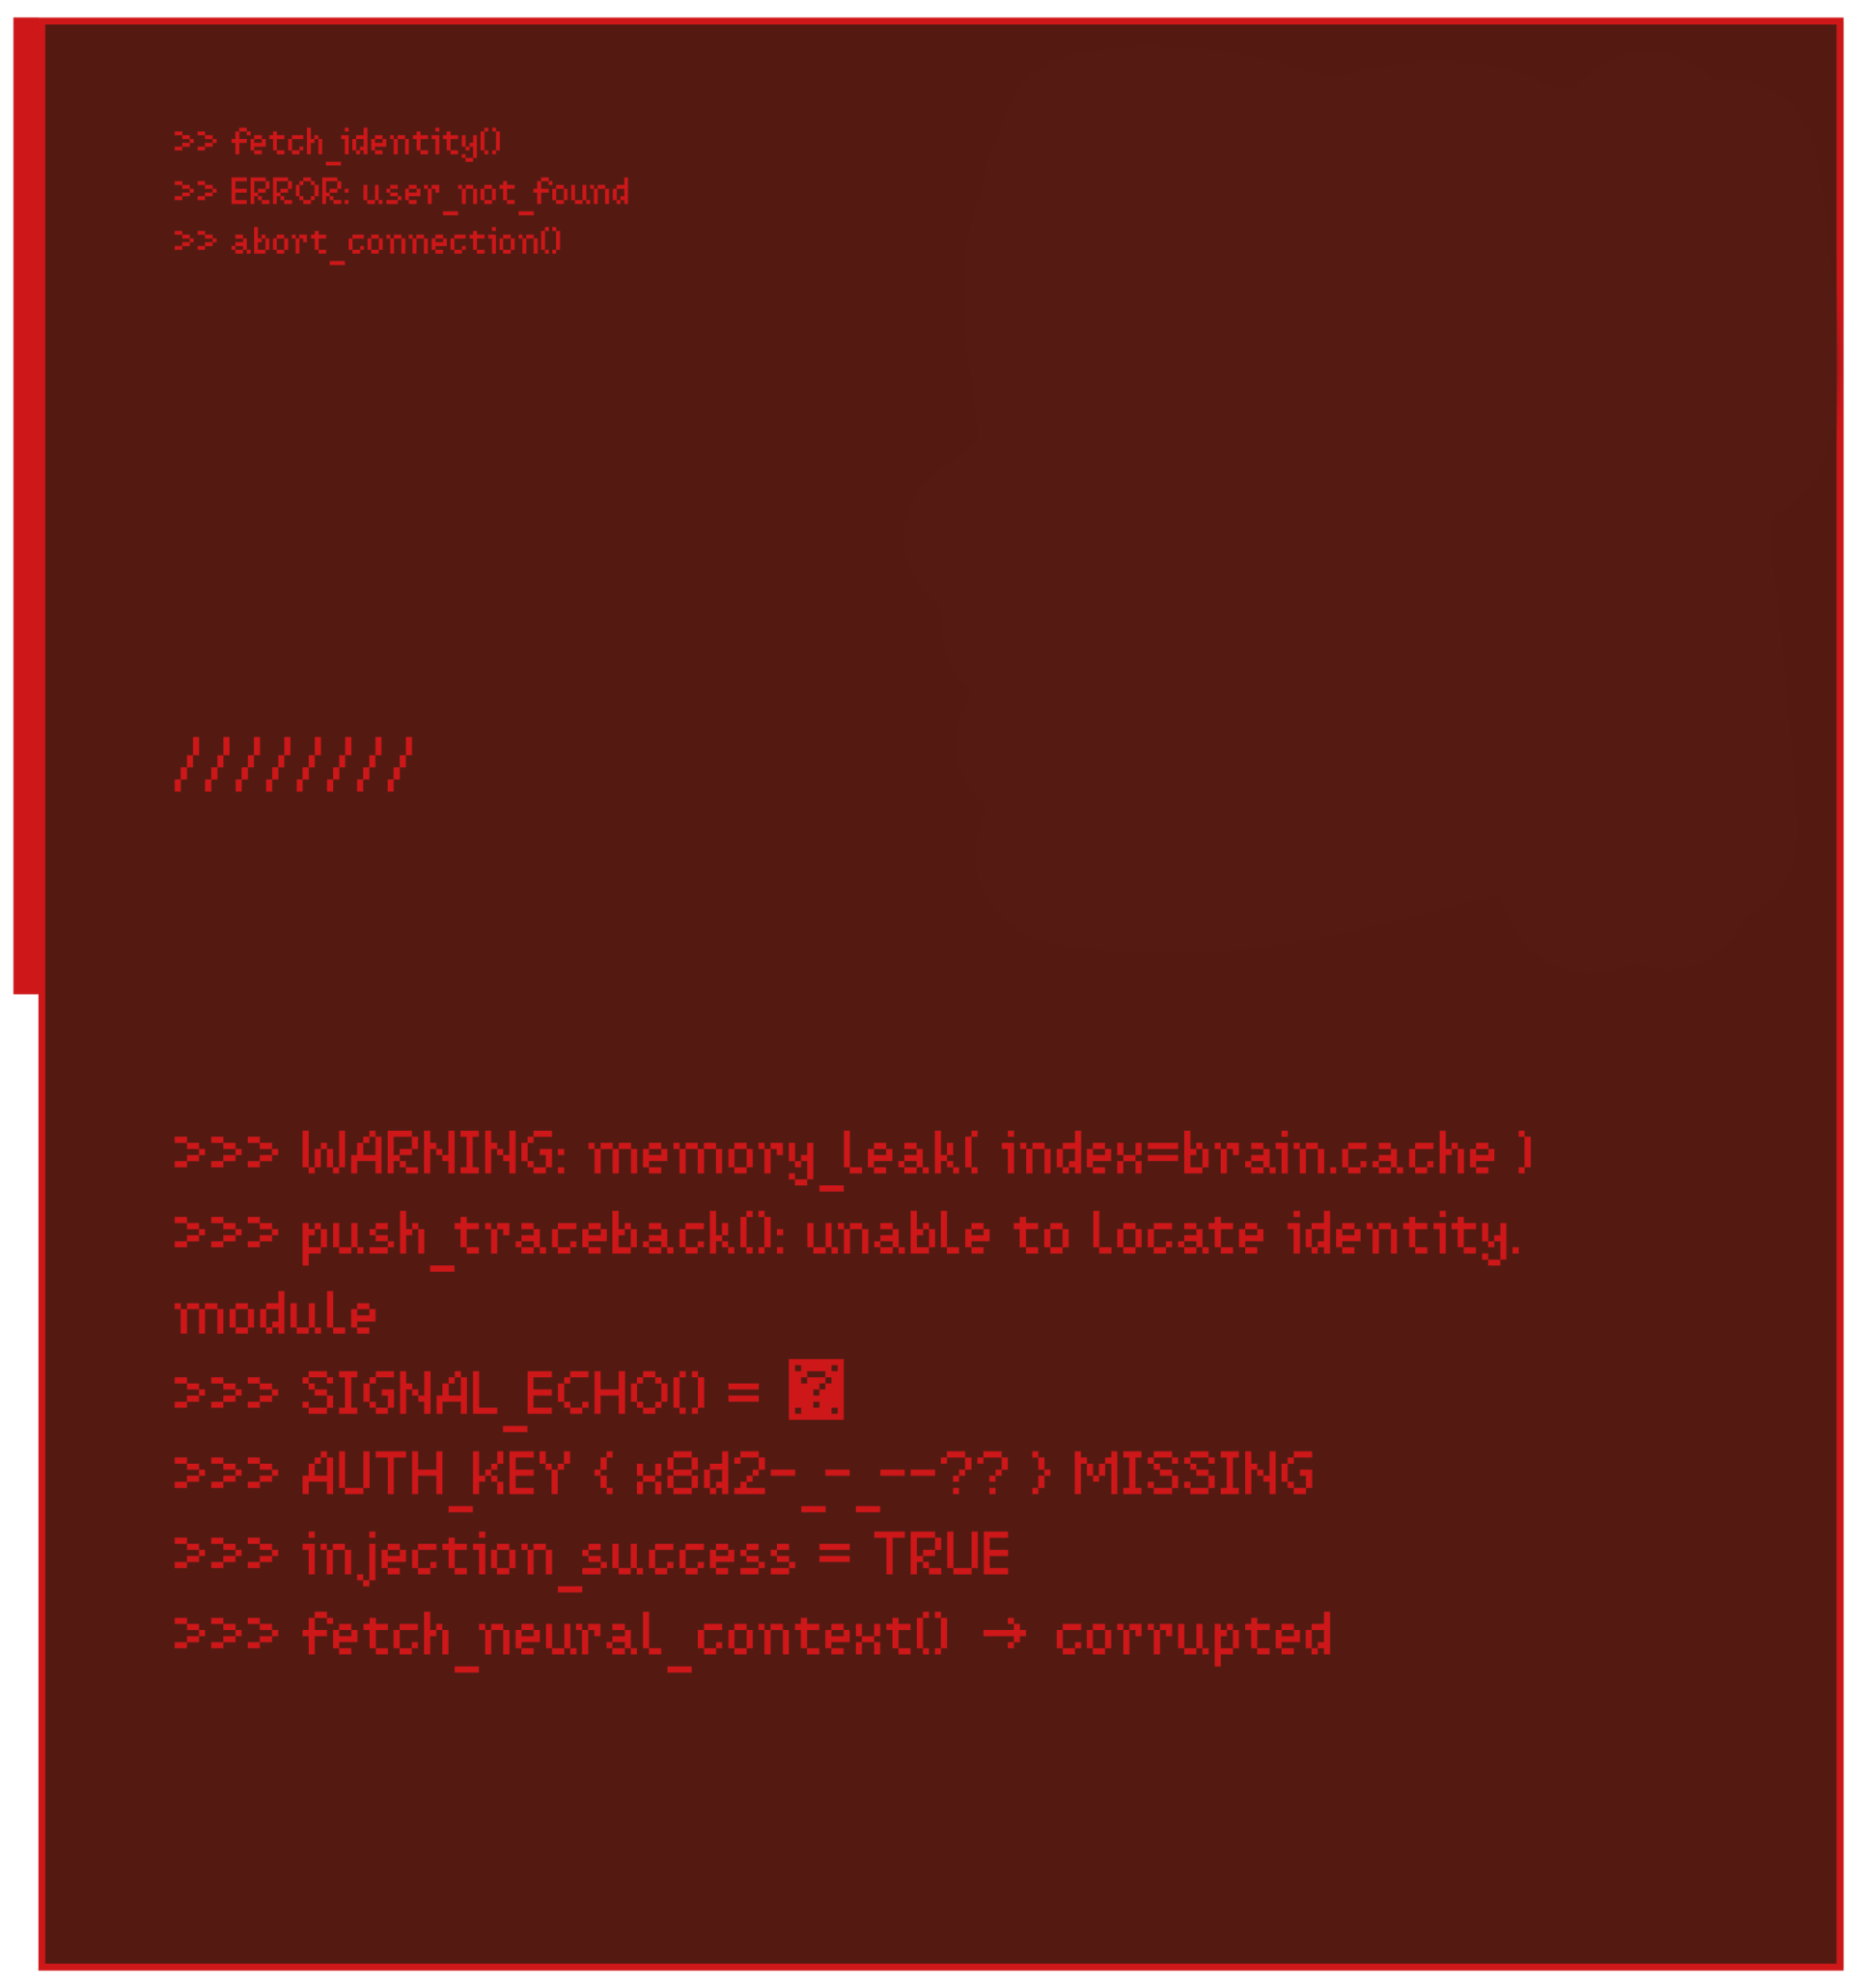 >> fetch_identity()
>> ERROR: user_not_found
>> abort_connection()
////////
>>> WARNING: memory_leak( index=brain.cache )
>>> push_traceback(): unable to locate identity.
module
>>> SIGNAL_ECHO() = �
>>> AUTH_KEY { x8d2-_-_--?? } MISSING
>>> injection_success = TRUE
>>> fetch_neural_context() → corrupted